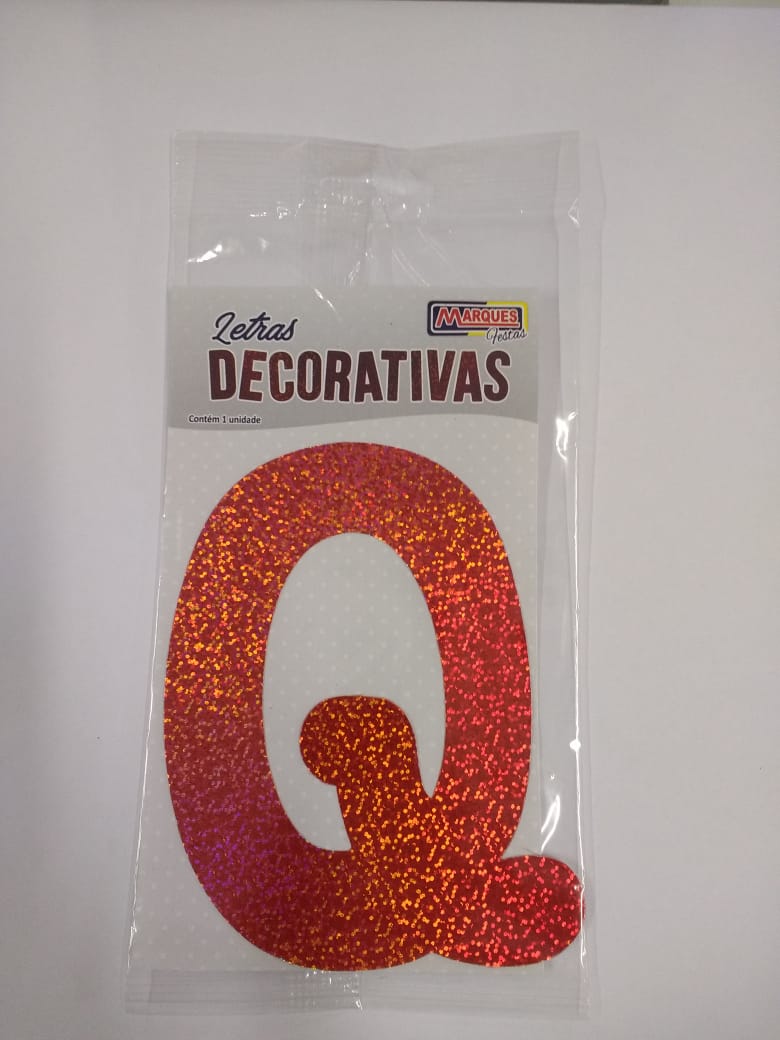 Letras
MARQUES
Festas
DECORATIVAS
Contém 1 unidade
Q